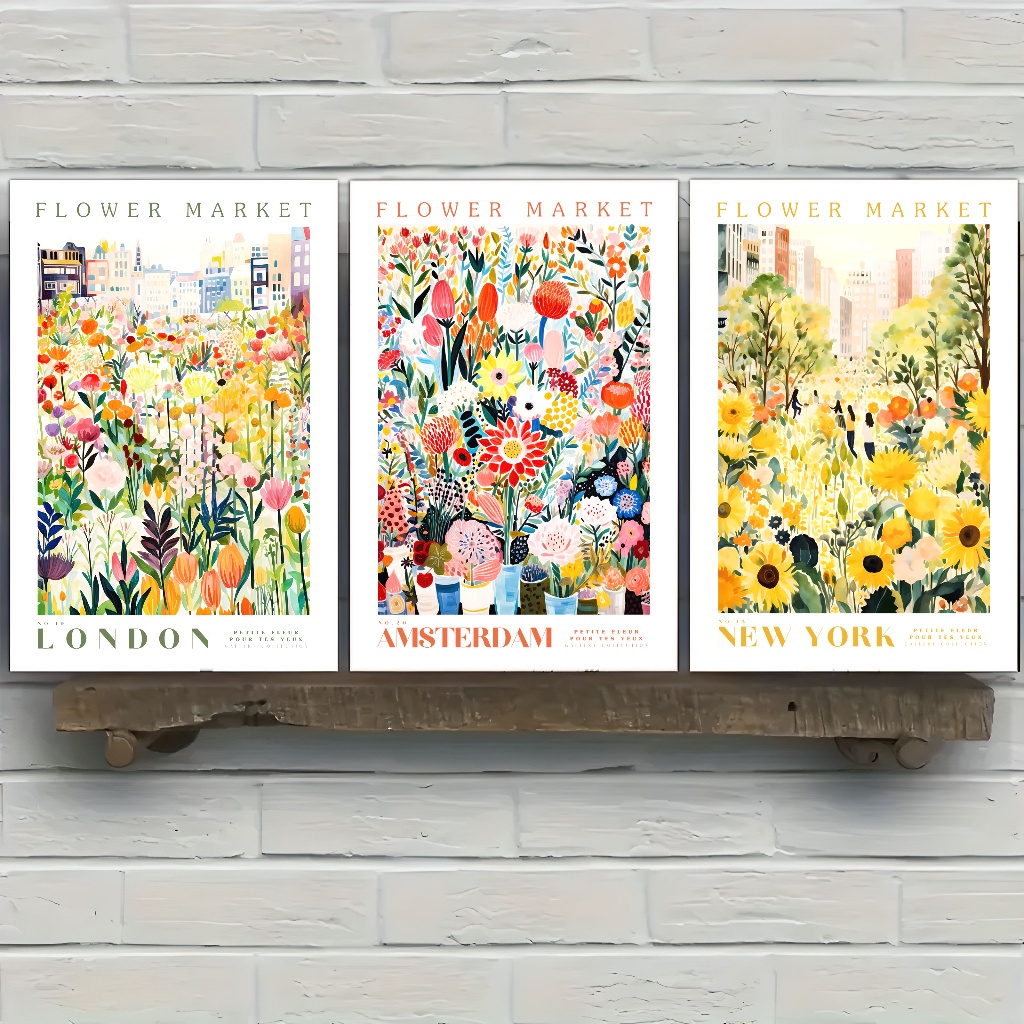 FLOWER MARKET
LONDON
PETITE FLEUR
POUR TES YEUX
FLOWER MARKET
AMSTERDAM
PETITE FLEUR
POUR TES YEUX
FLOWER MARKET
NEW YORK
PETITE FLEUR
POUR TES YEUX